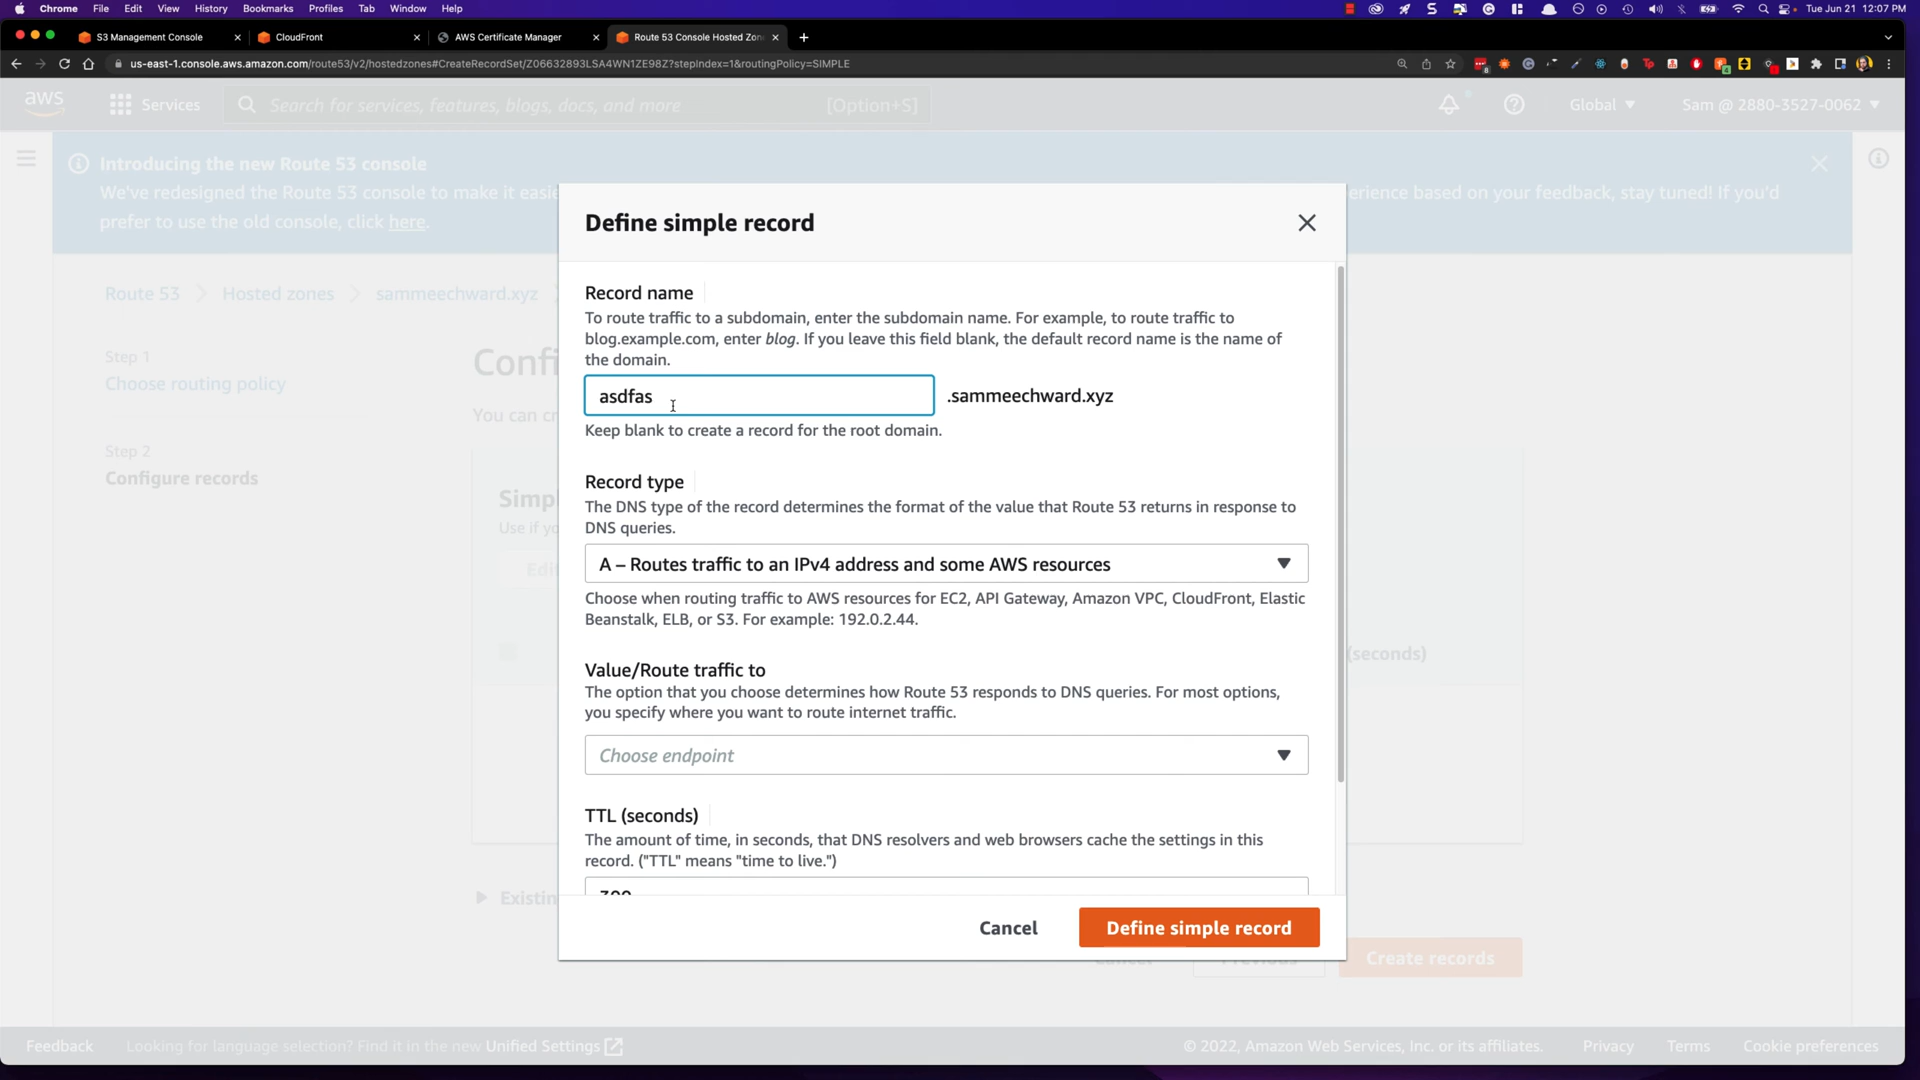 Chrome File Edit View History Bookmarks Profiles Tab Window Help
Tue Jun 21 12:07 PM
S3 Management Console
CloudFront
AWS Certificate Manager
Route 53 Console Hosted Zon
us-east-1.console.aws.amazon.com/route53/v2/hostedzones#CreateRecordSet/Z06632893LSA4WN1ZE98Z?stepIndex=1&routingPolicy=SIMPLE
aws
Services
Search for services, features, blogs, docs, and more
[Option+S]
Global
Sam @ 2880-3527-0062
Introducing the new Route 53 console
We've redesigned the Route 53 console to make it easie
erience based on your feedback, stay tuned! If you'd
prefer to use the old console, click here.
Route 53
Hosted zones
sammeechward.xyz
Step 1
Choose routing policy
Step 2
Configure records
Confi
You can cr
Simp
Use if yo
Edi
(seconds)
Existin
Cancel
Previous
Create records
Define simple record
Record name
To route traffic to a subdomain, enter the subdomain name. For example, to route traffic to
blog.example.com, enter blog. If you leave this field blank, the default record name is the name of
the domain.
asdfas
.sammeechward.xyz
Keep blank to create a record for the root domain.
Record type
The DNS type of the record determines the format of the value that Route 53 returns in response to
DNS queries.
A – Routes traffic to an IPv4 address and some AWS resources
Choose when routing traffic to AWS resources for EC2, API Gateway, Amazon VPC, CloudFront, Elastic
Beanstalk, ELB, or S3. For example: 192.0.2.44.
Value/Route traffic to
The option that you choose determines how Route 53 responds to DNS queries. For most options,
you specify where you want to route internet traffic.
Choose endpoint
TTL (seconds)
The amount of time, in seconds, that DNS resolvers and web browsers cache the settings in this
record. ("TTL" means "time to live.")
300
Cancel
Define simple record
Feedback
Looking for language selection? Find it in the new Unified Settings
© 2022, Amazon Web Services, Inc. or its affiliates.
Privacy
Terms
Cookie preferences